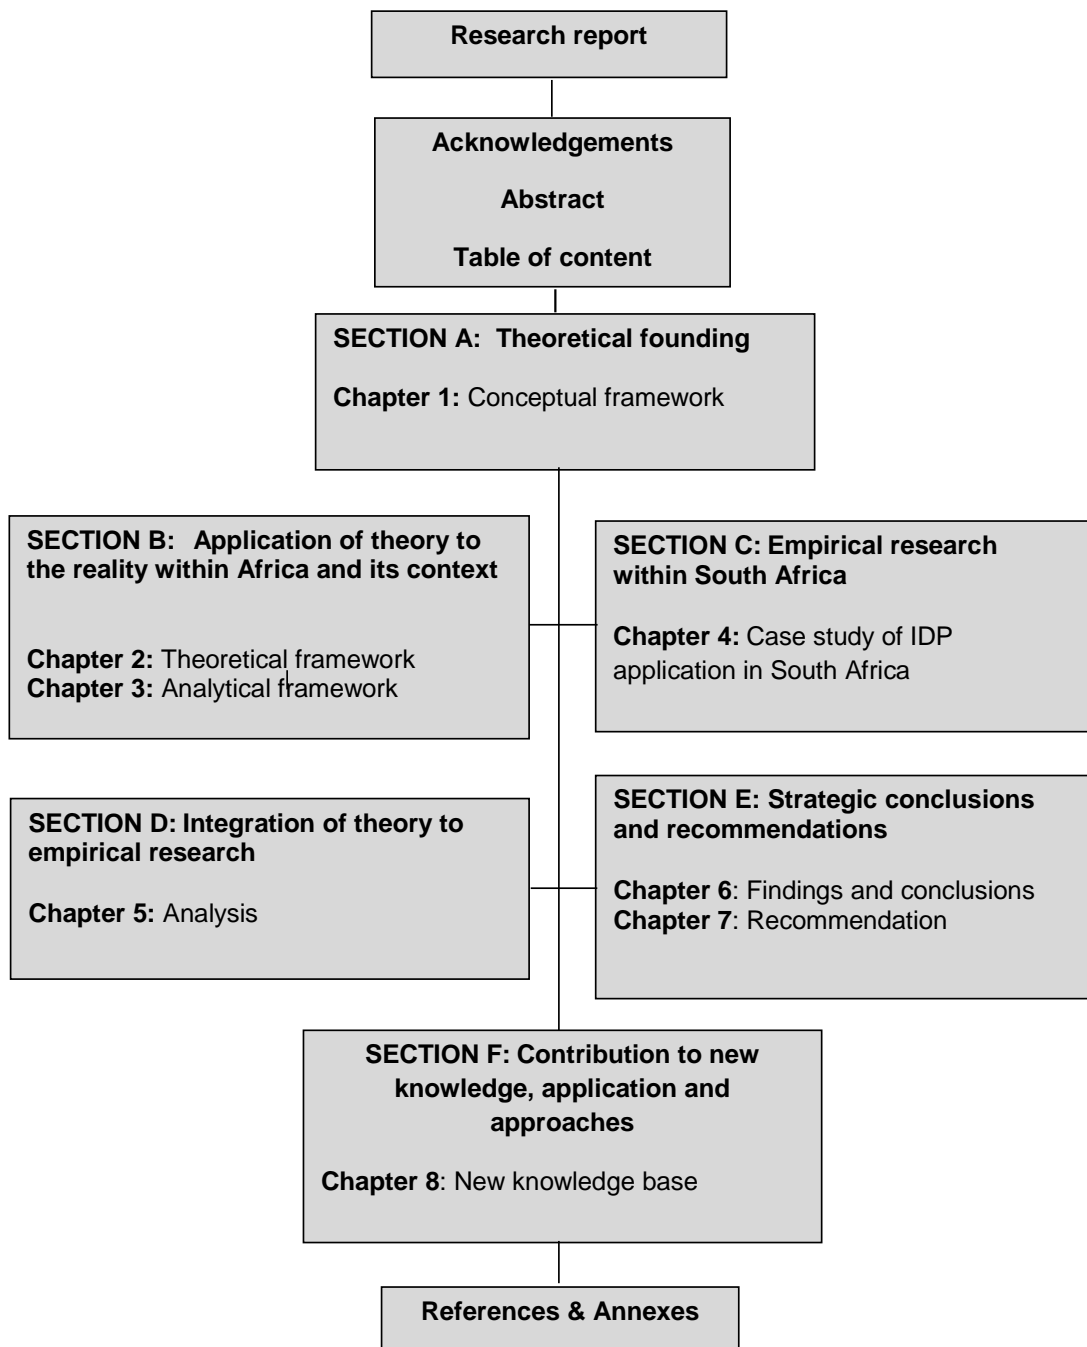 Research report
Acknowledgements
Abstract
Table of content
SECTION A: Theoretical founding
Chapter 1: Conceptual framework
SECTION B: Application of theory to
the reality within Africa and its context
Chapter 2: Theoretical framework
Chapter 3: Analytical framework
SECTION C: Empirical research
within South Africa
Chapter 4: Case study of IDP
application in South Africa
SECTION D: Integration of theory to
empirical research
Chapter 5: Analysis
SECTION E: Strategic conclusions
and recommendations
Chapter 6: Findings and conclusions
Chapter 7: Recommendation
SECTION F: Contribution to new
knowledge, application and
approaches
Chapter 8: New knowledge base
References & Annexes